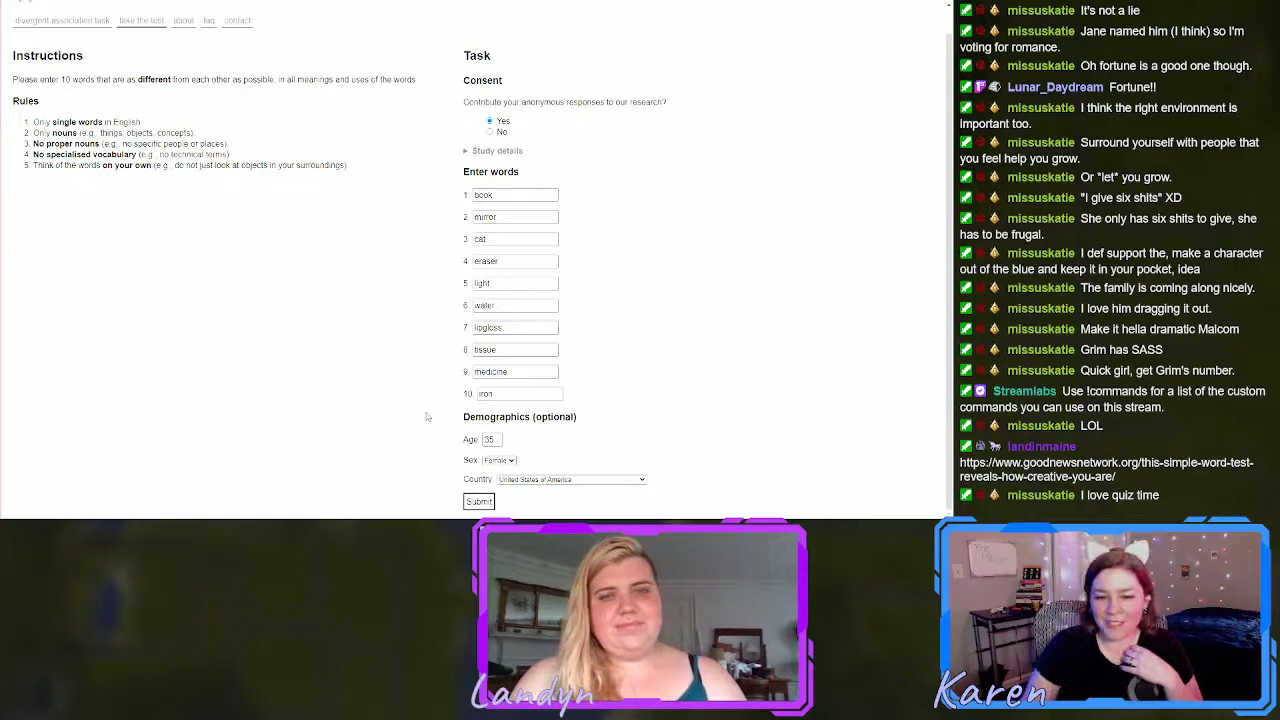 divergent association task take the test about faq contact
Instructions
Please enter 10 words that are as different from each other as possible, in all meanings and uses of the words
Rules
1 Only single words in English
2 Only nouns (e.g., things, objects, concepts).
3. No proper nouns (e.g., no specific people or places).
4 No specialised vocabulary (e.g., no technical terms)
5. Think of the words on your own (e.g., do not just look at objects in your surroundings)
Task
Consent
Contribute your anonymous responses to our research?
Yes
No
Study details
Enter words
1 book
2 mirror
3 cat
4. eraser
5. light
6. water
7. lipgloss
8 tissue
9. medicine
10. iron
Demographics (optional)
Age 35
Sex Female
Country United States of America
Submit
missuskatie It's not a lie
missuskatie Jane named him (I think) so I'm
voting for romance.
missuskatie Oh fortune is a good one though.
Lunar_Daydream Fortune!!
missuskatie I think the right environment is
important too.
missuskatie Surround yourself with people that
you feel help you grow.
missuskatie Or *let* you grow.
missuskatie "I give six shits" XD
missuskatie She only has six shits to give, she
has to be frugal.
missuskatie I def support the, make a character
out of the blue and keep it in your pocket, idea
missuskatie The family is coming along nicely.
missuskatie I love him dragging it out.
missuskatie Make it hella dramatic Malcom
missuskatie Grim has SASS
missuskatie Quick girl, get Grim's number.
Streamlabs Use !commands for a list of the custom
commands you can use on this stream.
missuskatie LOL
landinmaine
https://www.goodnewsnetwork.org/this-simple-word-test-
reveals-how-creative-you-are/
missuskatie I love quiz time
Landyn
Karen